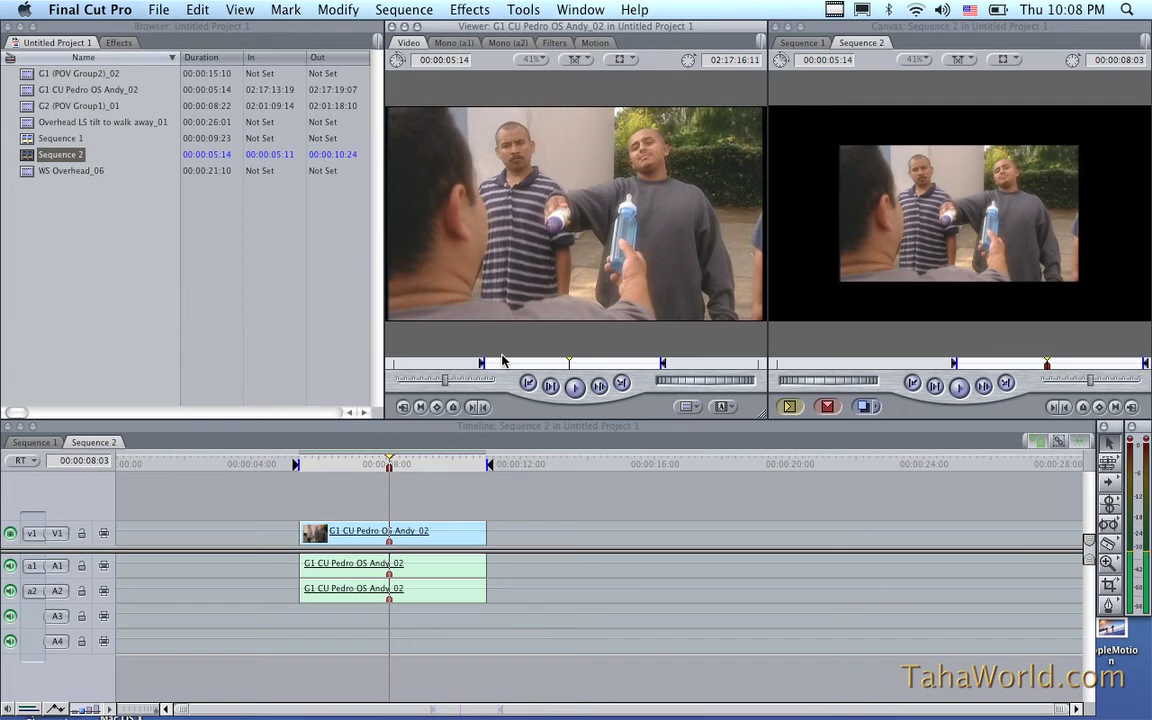 Final Cut Pro File Edit View Mark Modify Sequence Effects Tools Window Help Thu 10:08 PM
Browser: Untitled Project 1
Untitled Project 1 Effects
Name Duration In Out
G1 (POV Group2)_02 00:00:15:10 Not Set Not Set
G1 CU Pedro OS Andy_02 00:00:05:14 02:17:13:19 02:17:19:07
G2 (POV Group1)_01 00:00:08:22 02:01:09:14 02:01:18:10
Overhead LS tilt to walk away_01 00:00:26:01 Not Set Not Set
Sequence 1 00:00:09:23 Not Set Not Set
Sequence 2 00:00:05:14 00:00:05:11 00:00:10:24
WS Overhead_06 00:00:21:10 Not Set Not Set
Viewer: G1 CU Pedro OS Andy_02 in Untitled Project 1
Video Mono (a1) Mono (a2) Filters Motion
00:00:05:14 41% 02:17:16:11
Canvas: Sequence 2 in Untitled Project 1
Sequence 1 Sequence 2
00:00:05:14 41% 00:00:08:03
Timeline: Sequence 2 in Untitled Project 1
Sequence 1 Sequence 2
RT 00:00:08:03 00:00 00:00:04:00 00:00:08:00 00:00:12:00 00:00:16:00 00:00:20:00 00:00:24:00 00:00:28:00
v1 V1 G1 CU Pedro OS Andy_02
a1 A1 G1 CU Pedro OS Andy_02
a2 A2 G1 CU Pedro OS Andy_02
A3
A4
ppleMotio
n
TahaWorld.com